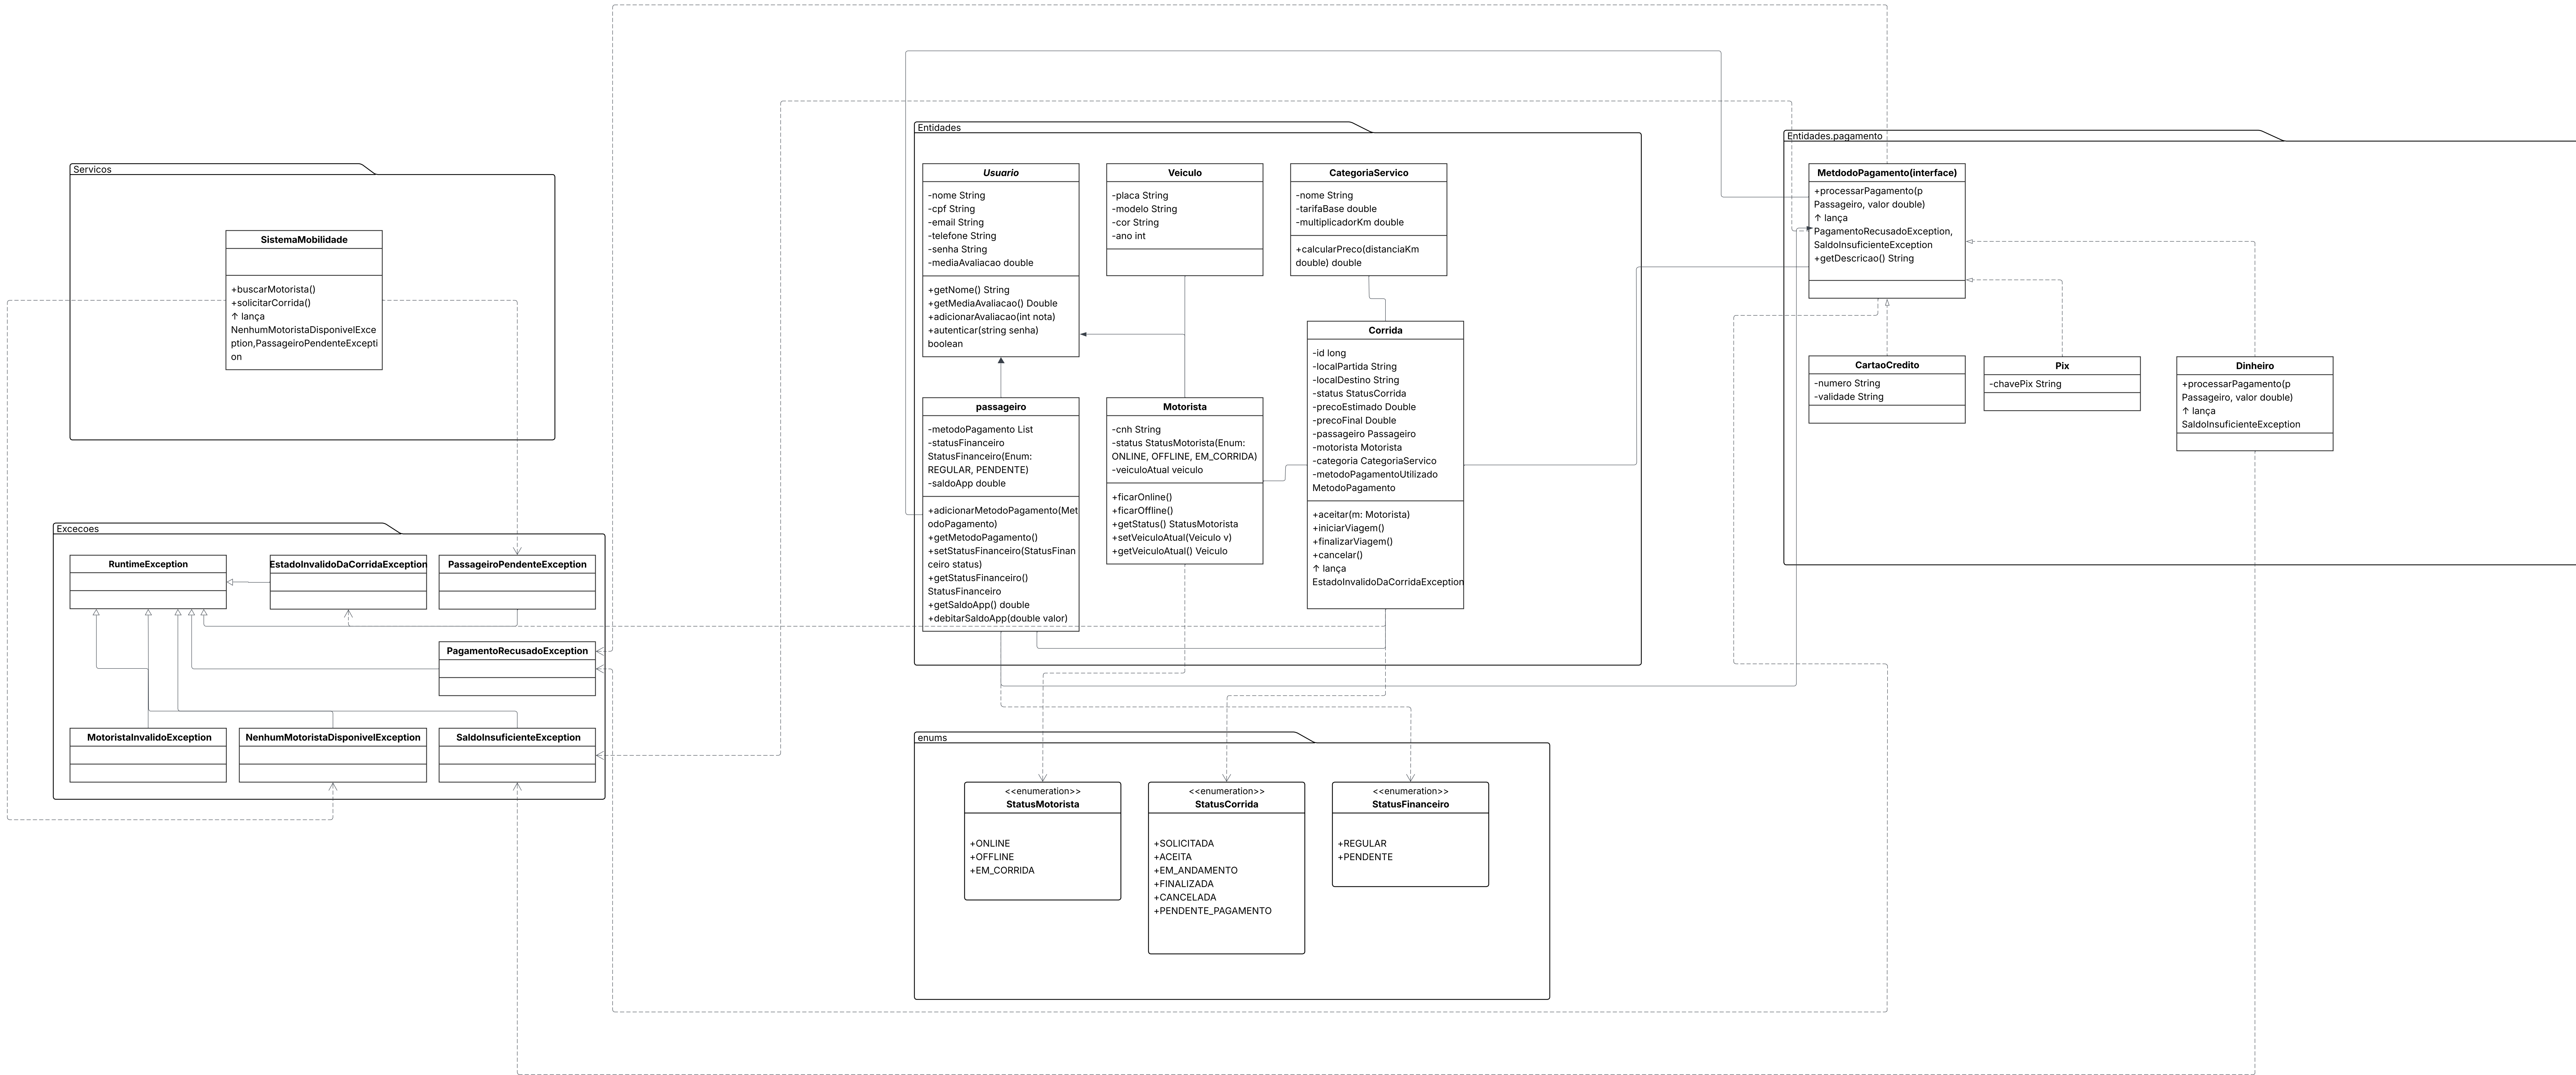 Servicos
SistemaMobilidade
+buscarMotorista()
+solicitarCorrida()
↑ lança
NenhumMotoristaDisponivelExce
ption,PassageiroPendenteExcepti
on
Excecoes
RuntimeException
EstadoInvalidoDaCorridaException
PassageiroPendenteException
PagamentoRecusadoException
MotoristaInvalidoException
NenhumMotoristaDisponivelException
SaldoInsuficienteException
Entidades
Usuario
-nome String
-cpf String
-email String
-telefone String
-senha String
-mediaAvaliacao double
+getNome() String
+getMediaAvaliacao() Double
+adicionarAvaliacao(int nota)
+autenticar(string senha)
boolean
Veiculo
-placa String
-modelo String
-cor String
-ano int
CategoriaServico
-nome String
-tarifaBase double
-multiplicadorKm double
+calcularPreco(distanciaKm
double) double
passageiro
-metodoPagamento List
-statusFinanceiro
StatusFinanceiro(Enum:
REGULAR, PENDENTE)
-saldoApp double
+adicionarMetodoPagamento(Met
odoPagamento)
+getMetodoPagamento()
+setStatusFinanceiro(StatusFinan
ceiro status)
+getStatusFinanceiro()
StatusFinanceiro
+getSaldoApp() double
+debitarSaldoApp(double valor)
Motorista
-cnh String
-status StatusMotorista(Enum:
ONLINE, OFFLINE, EM_CORRIDA)
-veiculoAtual veiculo
+ficarOnline()
+ficarOffline()
+getStatus() StatusMotorista
+setVeiculoAtual(Veiculo v)
+getVeiculoAtual() Veiculo
Corrida
-id long
-localPartida String
-localDestino String
-status StatusCorrida
-precoEstimado Double
-precoFinal Double
-passageiro Passageiro
-motorista Motorista
-categoria CategoriaServico
-metodoPagamentoUtilizado
MetodoPagamento
+aceitar(m: Motorista)
+iniciarViagem()
+finalizarViagem()
+cancelar()
↑ lança
EstadoInvalidoDaCorridaException
Entidades.pagamento
MetdodoPagamento(interface)
+processarPagamento(p
Passageiro, valor double)
↑ lança
PagamentoRecusadoException,
SaldoInsuficienteException
+getDescricao() String
CartaoCredito
-numero String
-validade String
Pix
-chavePix String
Dinheiro
+processarPagamento(p
Passageiro, valor double)
↑ lança
SaldoInsuficienteException
enums
<<enumeration>>
StatusMotorista
+ONLINE
+OFFLINE
+EM_CORRIDA
<<enumeration>>
StatusCorrida
+SOLICITADA
+ACEITA
+EM_ANDAMENTO
+FINALIZADA
+CANCELADA
+PENDENTE_PAGAMENTO
<<enumeration>>
StatusFinanceiro
+REGULAR
+PENDENTE